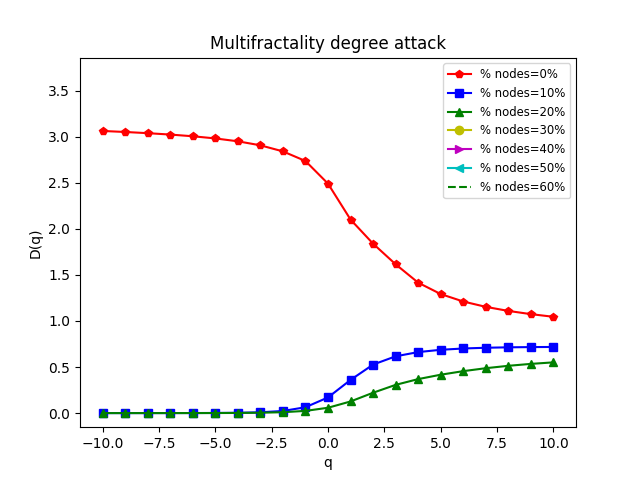 Multifractality degree attack
% nodes=0%
% nodes=10%
% nodes=20%
% nodes=30%
% nodes=40%
% nodes=50%
% nodes=60%
D(q)
3.5
3.0
2.5
2.0
1.5
1.0
0.5
0.0
−10.0 −7.5 −5.0 −2.5 0.0 2.5 5.0 7.5 10.0
q